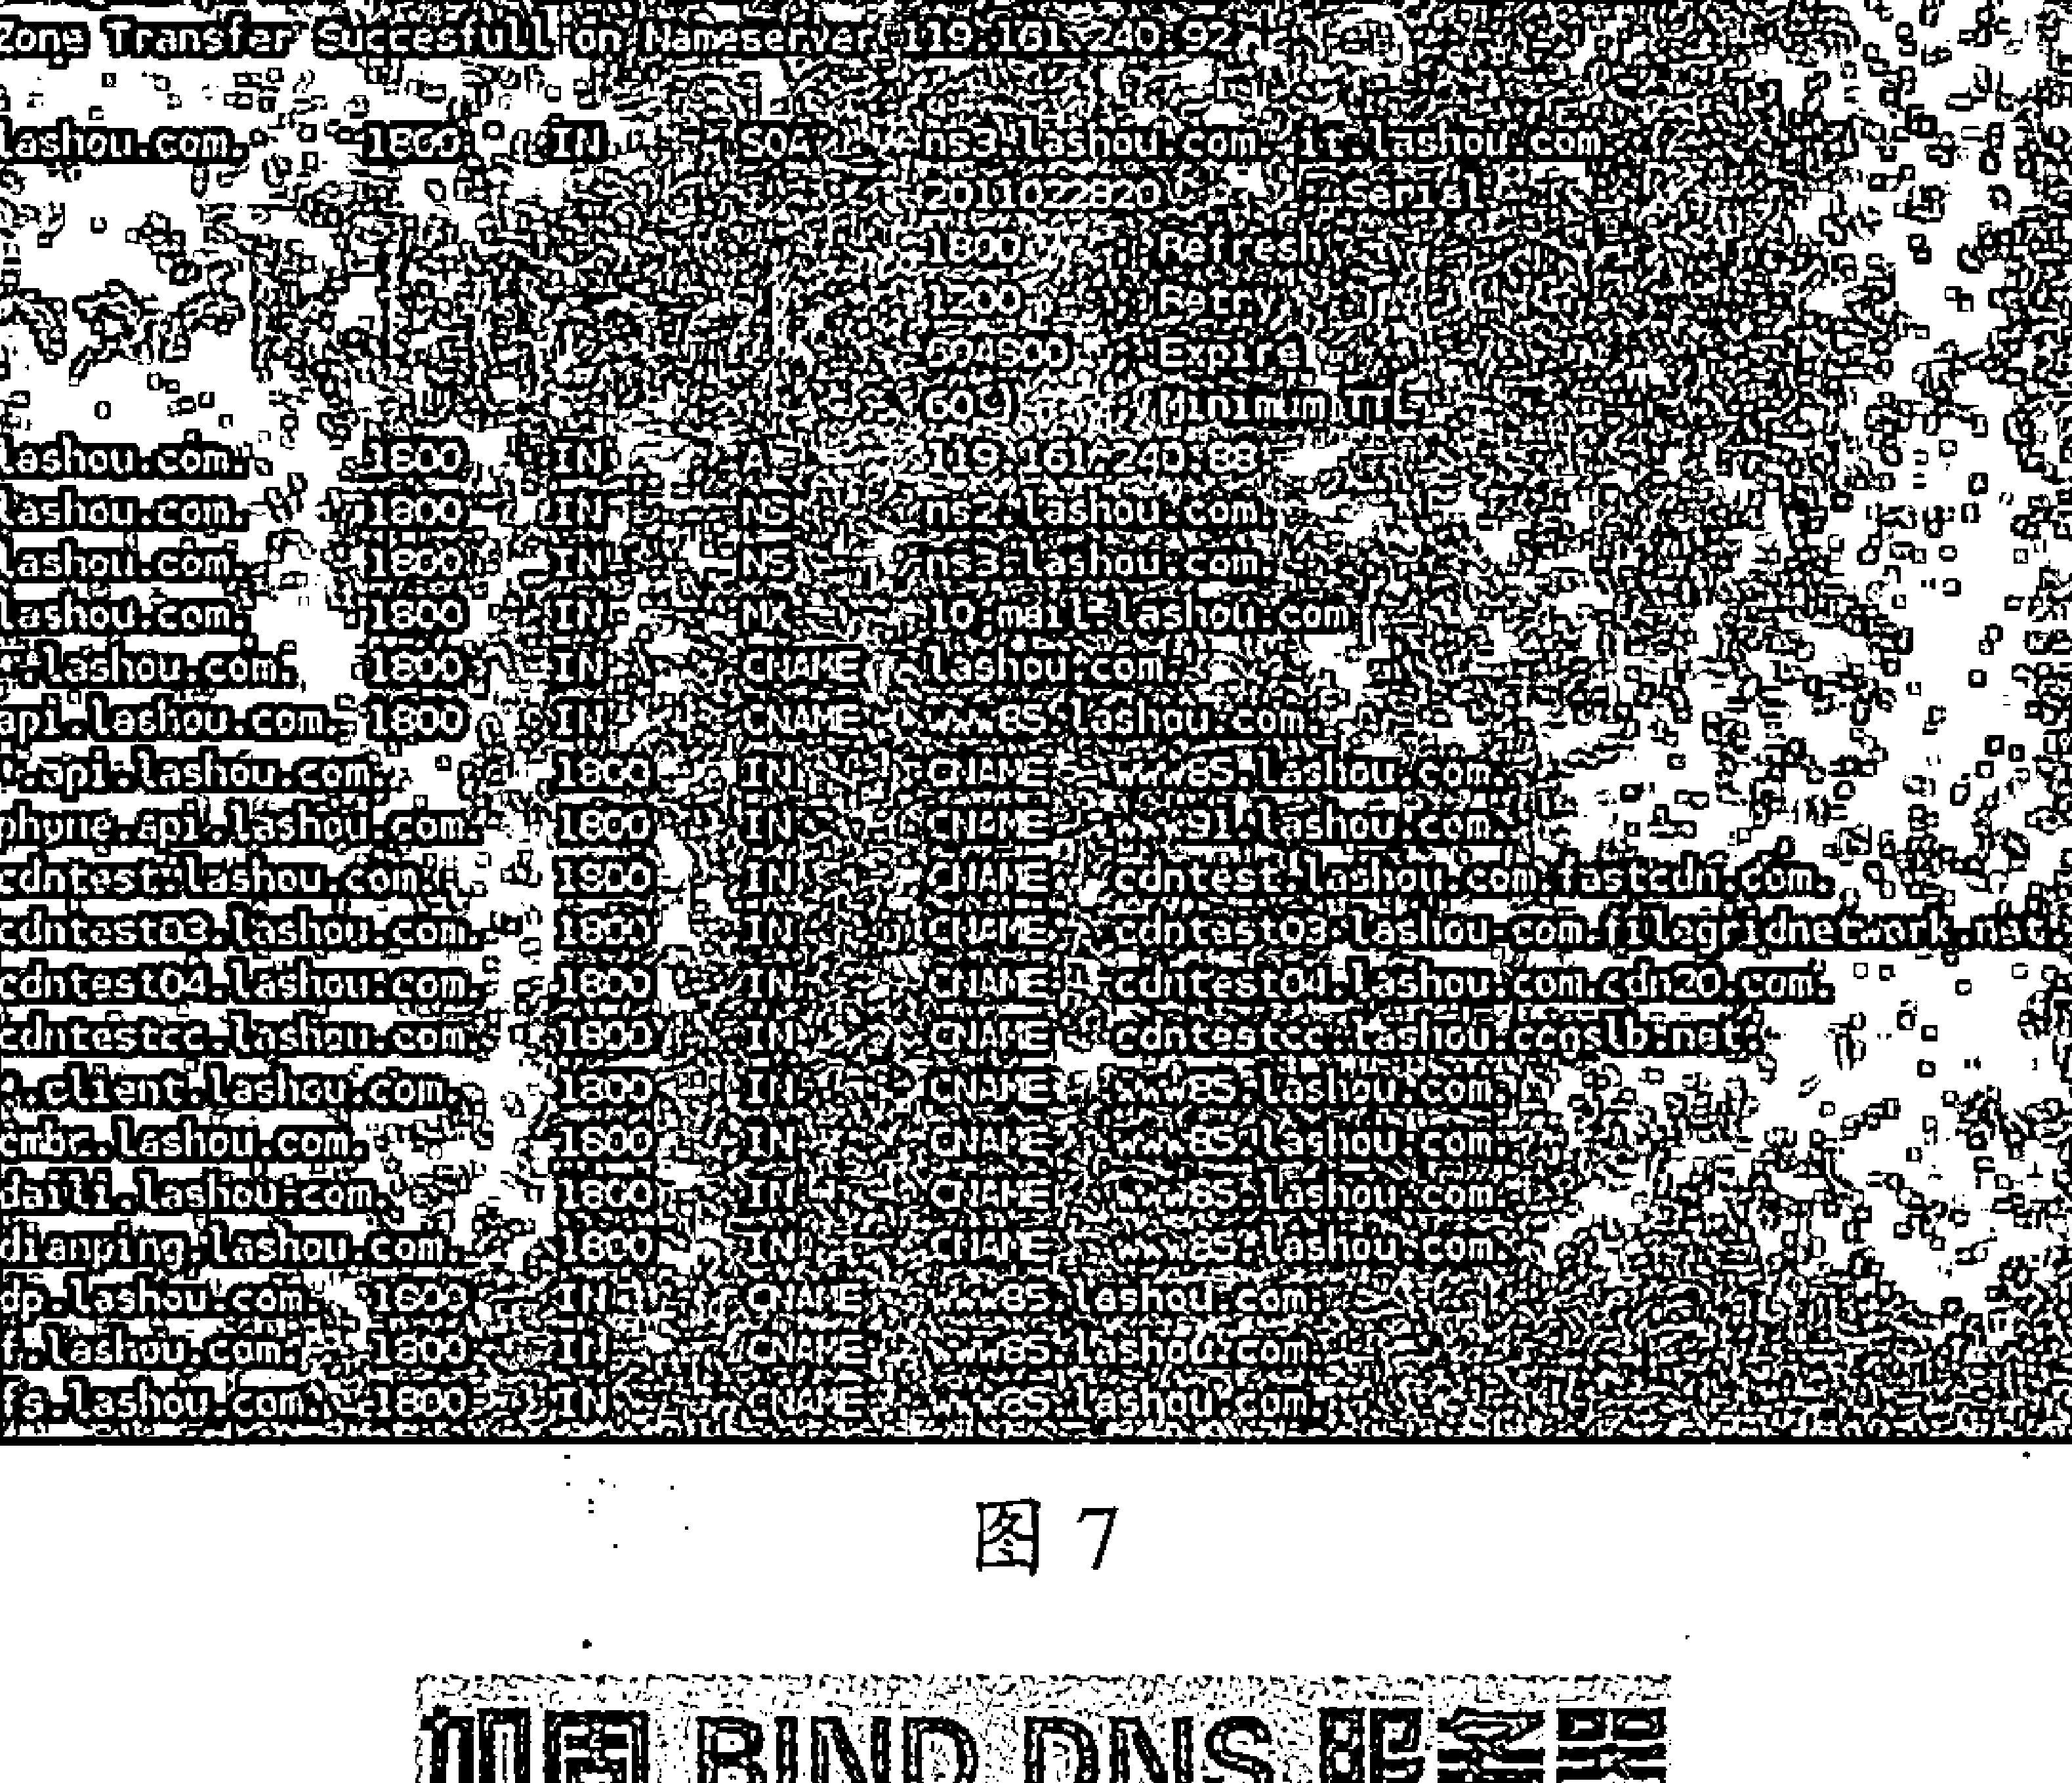 Zone Transfer Succesfull on Nameserver 119.161.240.92
lashou.com. 1800 IN SOA ns3.lashou.com. it.lashou.com. (
2011022820 ; Serial
1800 ; Refresh
1200 ; Retry
604800 ; Expire
60 ) ; Minimum TTL
lashou.com. 1800 IN A 119.161.240.88
lashou.com. 1800 IN NS ns2.lashou.com.
lashou.com. 1800 IN NS ns3.lashou.com.
lashou.com. 1800 IN MX 10 mail.lashou.com
*.lashou.com. 1800 IN CNAME lashou.com.
api.lashou.com. 1800 IN CNAME www85.lashou.com.
*.api.lashou.com. 1800 IN CNAME www85.lashou.com.
phone.api.lashou.com. 1800 IN CNAME www91.lashou.com.
cdntest.lashou.com. 1800 IN CNAME cdntest.lashou.com.fastcdn.com.
cdntest03.lashou.com. 1800 IN CNAME cdntest03.lashou.com.filegridnetwork.net.
cdntest04.lashou.com. 1800 IN CNAME cdntest04.lashou.com.cdn20.com.
cdntestcc.lashou.com. 1800 IN CNAME cdntestcc.lashou.ccgslb.net.
*.client.lashou.com. 1800 IN CNAME www85.lashou.com.
cmbc.lashou.com. 1800 IN CNAME www85.lashou.com.
daili.lashou.com. 1800 IN CNAME www85.lashou.com.
dianping.lashou.com. 1800 IN CNAME www85.lashou.com.
dp.lashou.com. 1800 IN CNAME www85.lashou.com.
f.lashou.com. 1800 IN CNAME www85.lashou.com.
fs.lashou.com. 1800 IN CNAME www85.lashou.com.
图 7
BIND DNS